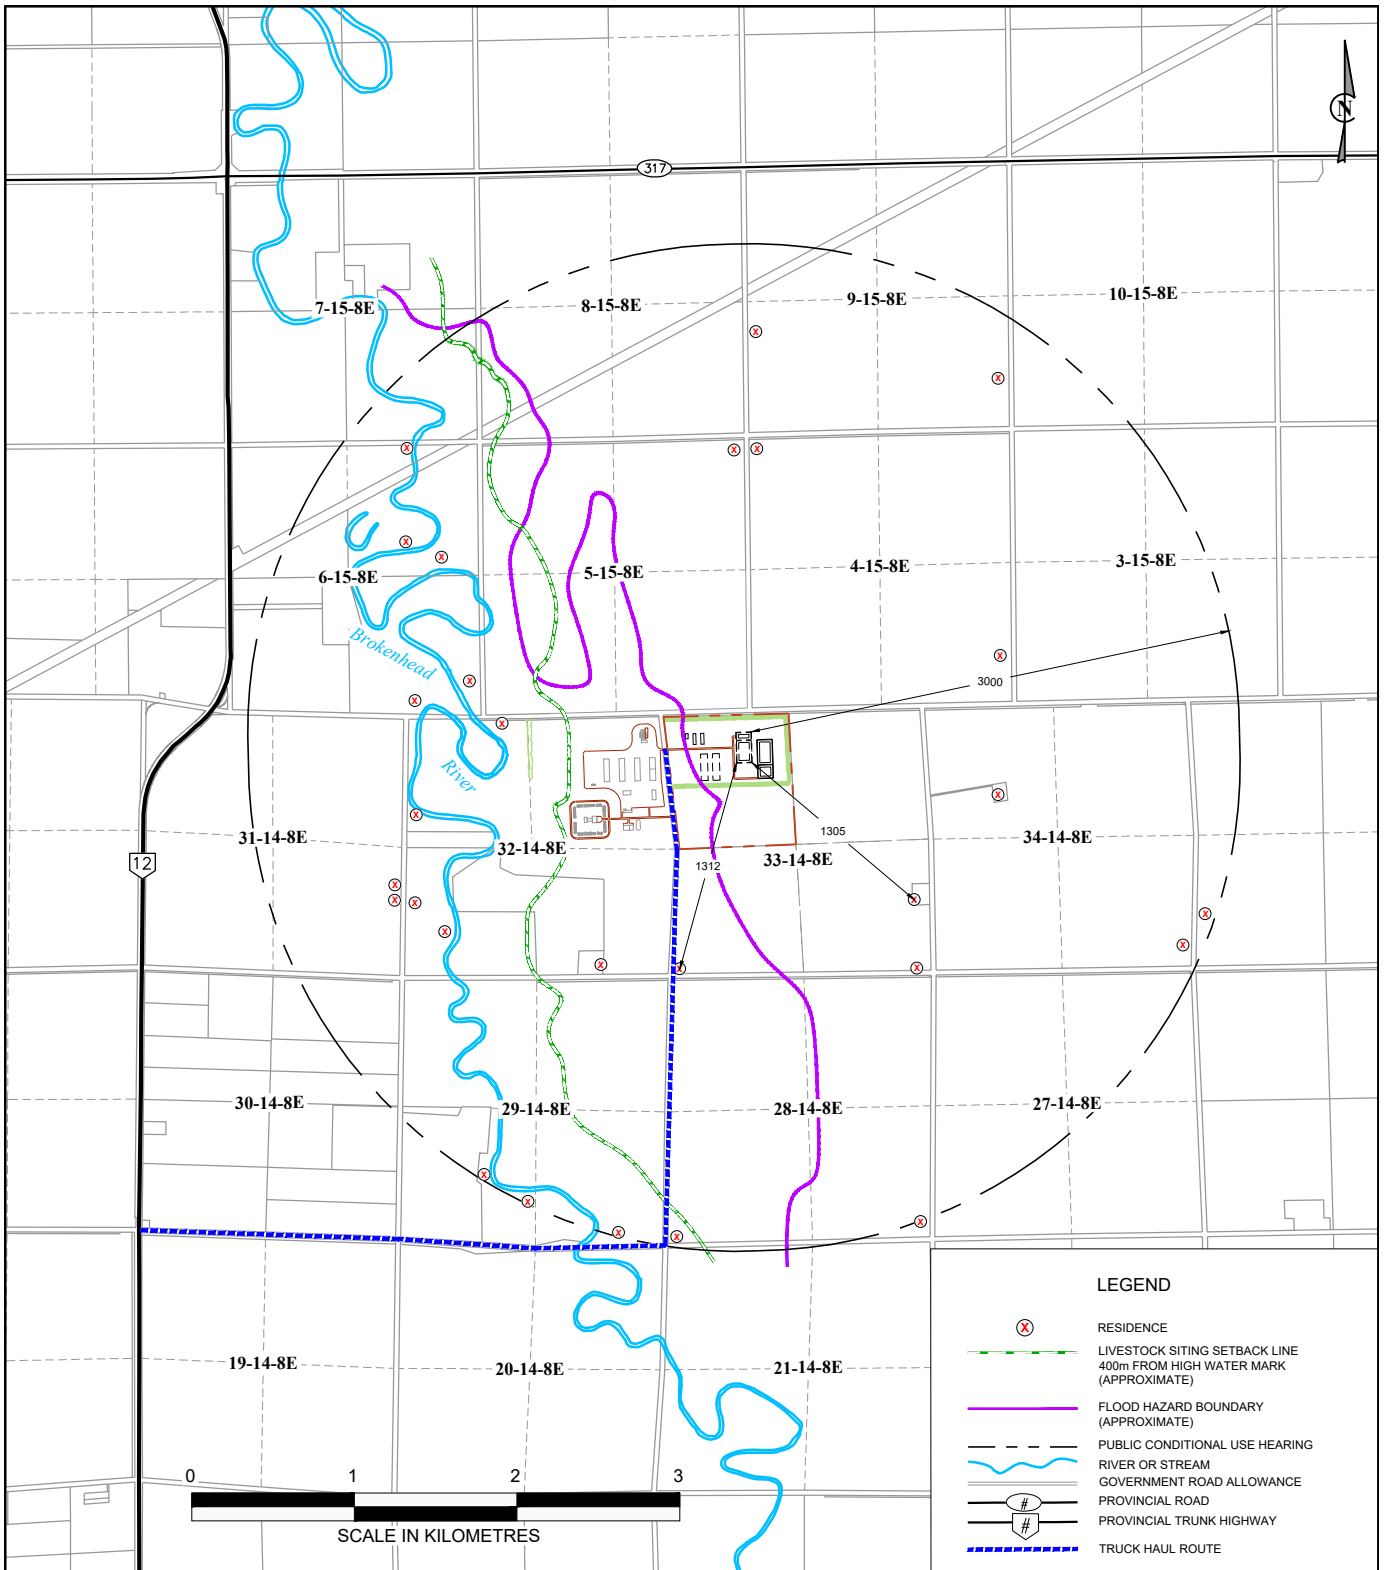 N
317
7-15-8E
8-15-8E
9-15-8E
10-15-8E
6-15-8E
5-15-8E
4-15-8E
3-15-8E
Brokenhead
River
3000
1305
1312
31-14-8E
32-14-8E
33-14-8E
34-14-8E
12
30-14-8E
29-14-8E
28-14-8E
27-14-8E
19-14-8E
20-14-8E
21-14-8E
0 1 2 3
SCALE IN KILOMETRES
LEGEND
X RESIDENCE
LIVESTOCK SITING SETBACK LINE
400m FROM HIGH WATER MARK
(APPROXIMATE)
FLOOD HAZARD BOUNDARY
(APPROXIMATE)
PUBLIC CONDITIONAL USE HEARING
RIVER OR STREAM
GOVERNMENT ROAD ALLOWANCE
# PROVINCIAL ROAD
# PROVINCIAL TRUNK HIGHWAY
TRUCK HAUL ROUTE